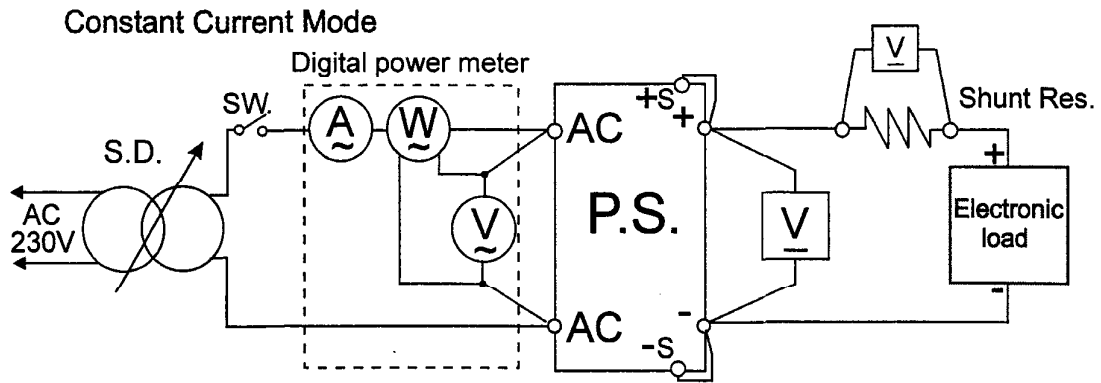 Constant Current Mode
Digital power meter
SW.
A
~
W
~
V
~
S.D.
AC
230V
AC
AC
P.S.
+S
+
-
-S
V
V
Shunt Res.
+
Electronic
load
-